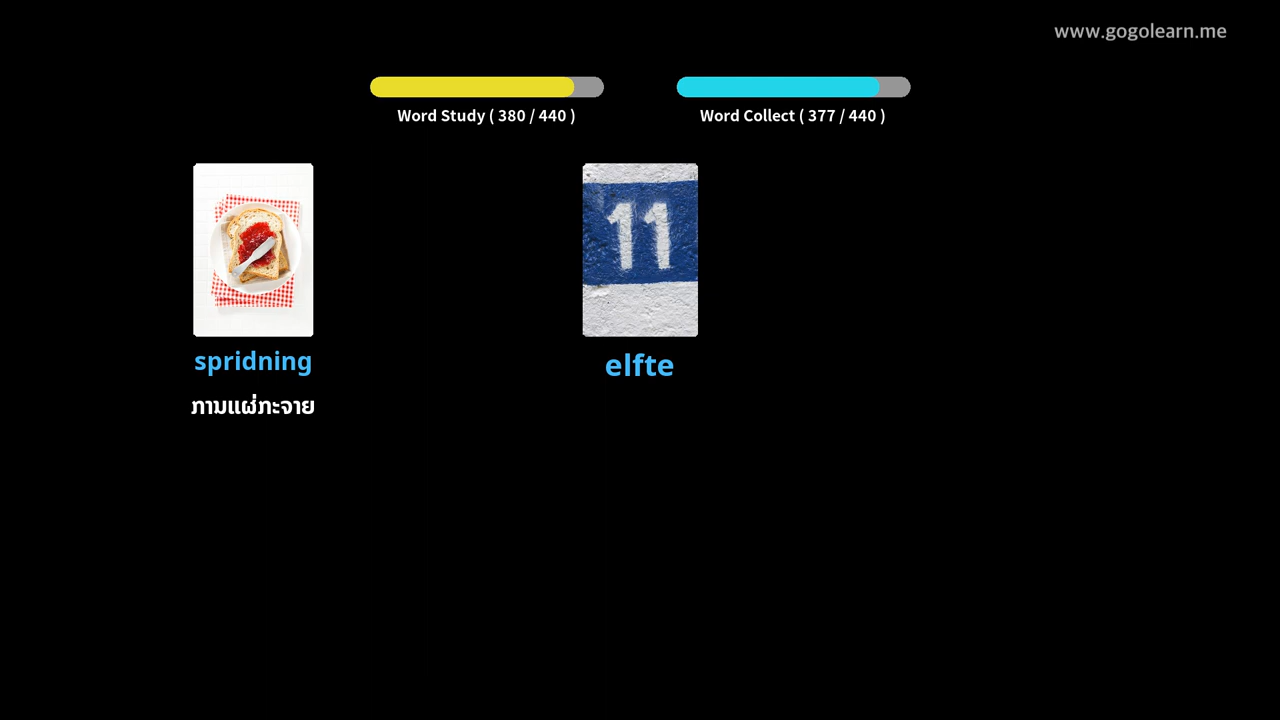 www.gogolearn.me
Word Study ( 380 / 440 )
Word Collect ( 377 / 440 )
11
spridning
elfte
ການແຜ່ກະຈາຍ